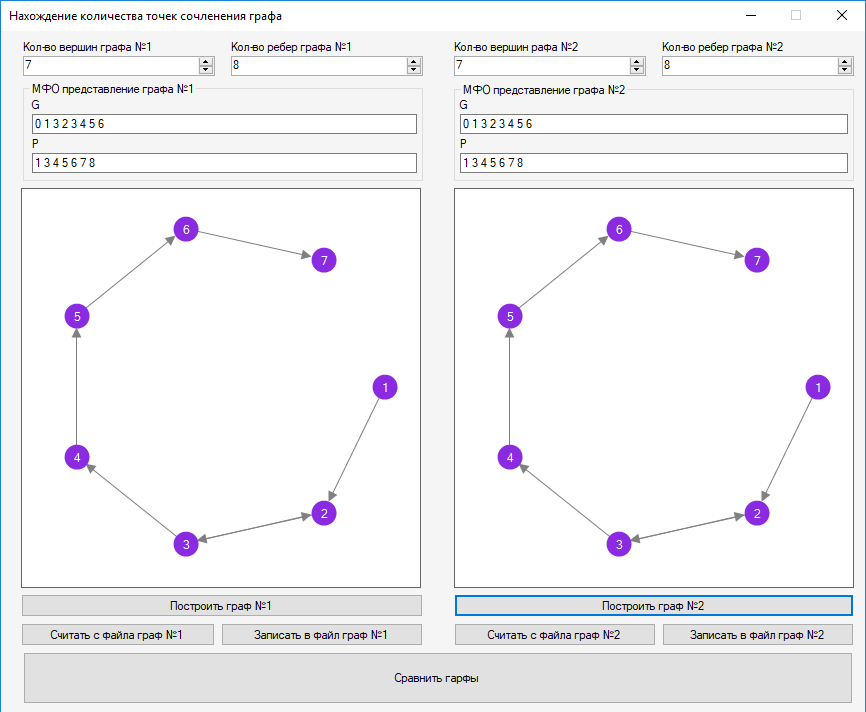 Нахождение количества точек сочленения графа
Кол-во вершин графа №1
Кол-во ребер графа №1
Кол-во вершин рафа №2
Кол-во ребер графа №2
7
8
7
8
МФО представление графа №1
G
0 1 3 2 3 4 5 6
P
1 3 4 5 6 7 8
МФО представление графа №2
G
0 1 3 2 3 4 5 6
P
1 3 4 5 6 7 8
6
7
5
1
4
2
3
6
7
5
1
4
2
3
Построить граф №1
Построить граф №2
Считать с файла граф №1
Записать в файл граф №1
Считать с файла граф №2
Записать в файл граф №2
Сравнить гарфы